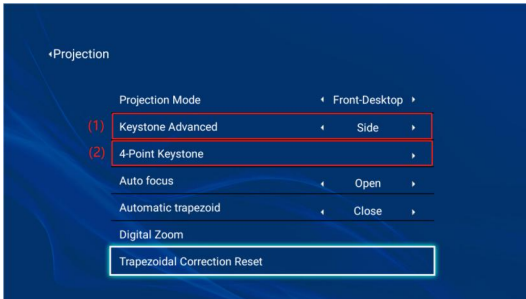 Projection
Projection Mode Front-Desktop
(1) Keystone Advanced Side
(2) 4-Point Keystone
Auto focus Open
Automatic trapezoid Close
Digital Zoom
Trapezoidal Correction Reset